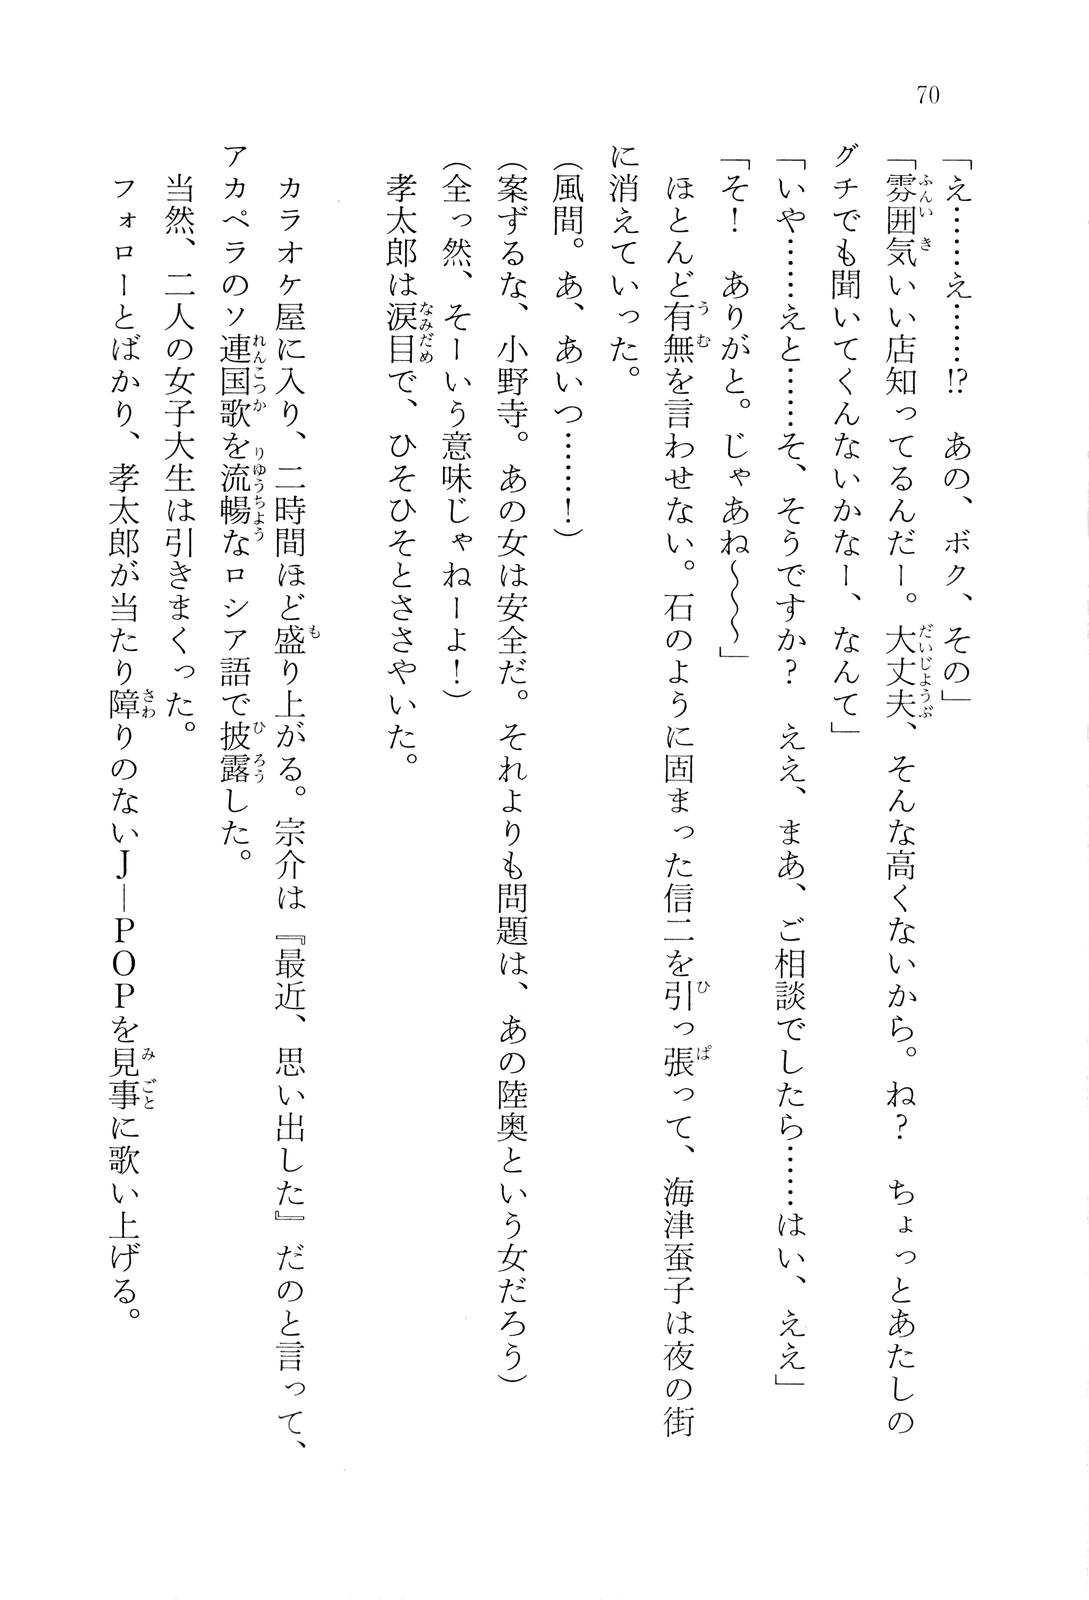 70
「え……え……!?　あの、ボク、その」
「雰囲気いい店知ってるんだー。大丈夫、そんな高くないから。ね？　ちょっとあたしの
グチでも聞いてくんないかなー、なんて」
「いや……えと……そ、そうですか？　ええ、まあ、ご相談でしたら……はい、ええ」
「そ！　ありがと。じゃあね〜〜〜」
　ほとんど有無を言わせない。石のように固まった信二を引っ張って、海津蚕子は夜の街
に消えていった。
（風間。あ、あいつ……！）
（案ずるな、小野寺。あの女は安全だ。それよりも問題は、あの陸奥という女だろう）
（全っ然、そーいう意味じゃねーよ！）
　孝太郎は涙目で、ひそひそとささやいた。
　カラオケ屋に入り、二時間ほど盛り上がる。宗介は『最近、思い出した』だのと言って、
アカペラのソ連国歌を流暢なロシア語で披露した。
　当然、二人の女子大生は引きまくった。
　フォローとばかり、孝太郎が当たり障りのないＪ―ＰＯＰを見事に歌い上げる。